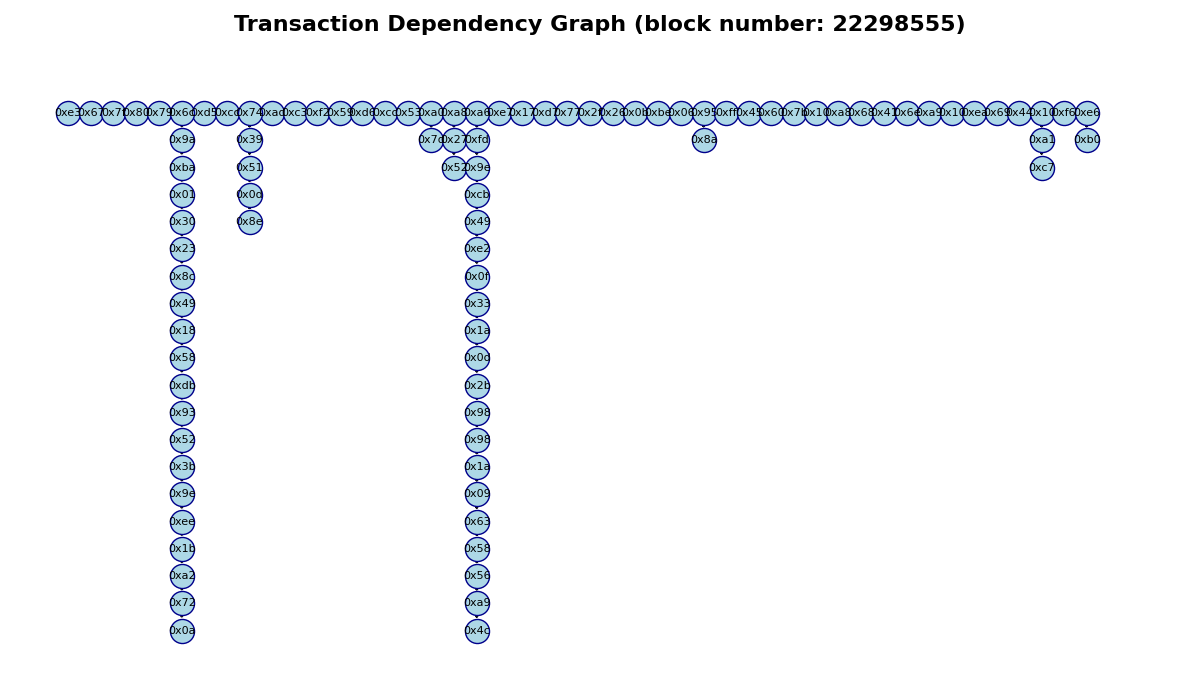 Transaction Dependency Graph (block number: 22298555)
0xe3 0x67 0x7f 0x80 0x79 0x6c 0xd5 0xcd 0x74 0xad 0xc3 0xf2 0x59 0xd6 0xcc 0x53 0xa0 0xa8 0xa6 0xe7 0x17 0xd7 0x77 0x2f 0x26 0x0b 0xbe 0x06 0x95 0xff 0x45 0x60 0x7b 0x10 0xa8 0x68 0x41 0x6e 0xa9 0x10 0xea 0x69 0x44 0x10 0xf6 0xe6
0x9a 0x39 0x7d 0x27 0xfd 0x8a 0xa1 0xb0
0xba 0x51 0x52 0x9e 0xc7
0x01 0x0d 0xcb
0x30 0x8e 0x49
0x23 0xe2
0x8c 0x0f
0x49 0x33
0x18 0x1a
0x58 0x0d
0xdb 0x2b
0x93 0x98
0x52 0x98
0x3b 0x1a
0x9e 0x09
0xee 0x63
0x1b 0x58
0xa2 0x56
0x72 0xa9
0x0a 0x4c